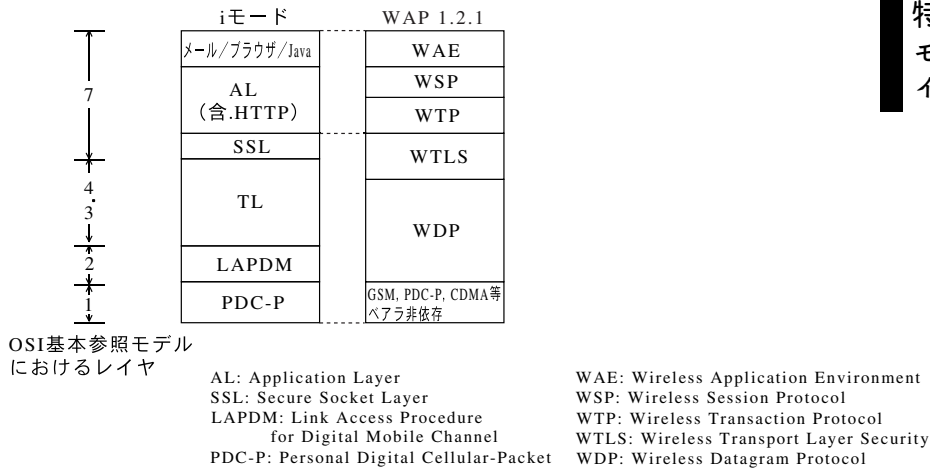 iモード
WAP 1.2.1
メール/ブラウザ/Java
AL
(含.HTTP)
SSL
TL
LAPDM
PDC-P
WAE
WSP
WTP
WTLS
WDP
GSM, PDC-P, CDMA等
ベアラ非依存
7
4
・
3
2
1
OSI基本参照モデル
におけるレイヤ
AL: Application Layer
SSL: Secure Socket Layer
LAPDM: Link Access Procedure
for Digital Mobile Channel
PDC-P: Personal Digital Cellular-Packet
WAE: Wireless Application Environment
WSP: Wireless Session Protocol
WTP: Wireless Transaction Protocol
WTLS: Wireless Transport Layer Security
WDP: Wireless Datagram Protocol